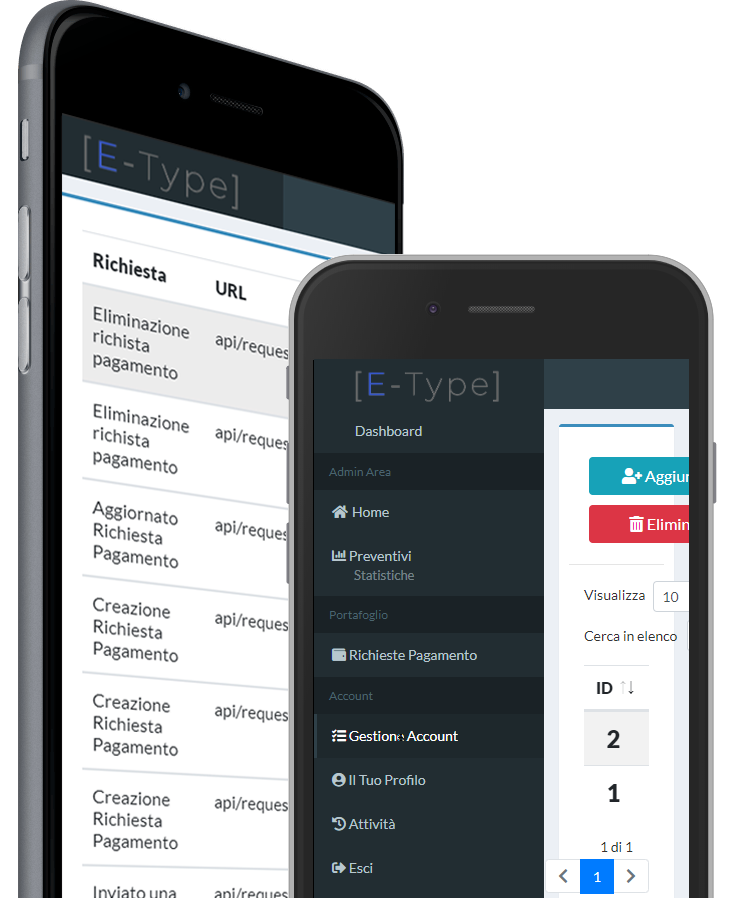 [E-Type]
Richiesta
URL
Eliminazione
richista
pagamento
api/reques
Eliminazione
richista
pagamento
api/reques
Aggiornato
Richiesta
Pagamento
api/reques
Creazione
Richiesta
Pagamento
api/reques
Creazione
Richiesta
Pagamento
api/reques
Creazione
Richiesta
Pagamento
api/reques
Inviato una
api/reques
[E-Type]
Dashboard
Admin Area
Home
Preventivi
Statistiche
Portafoglio
Richieste Pagamento
Account
Gestione Account
Il Tuo Profilo
Attività
Esci
Aggiun
Elimin
Visualizza 10
Cerca in elenco
ID
2
1
1 di 1
1